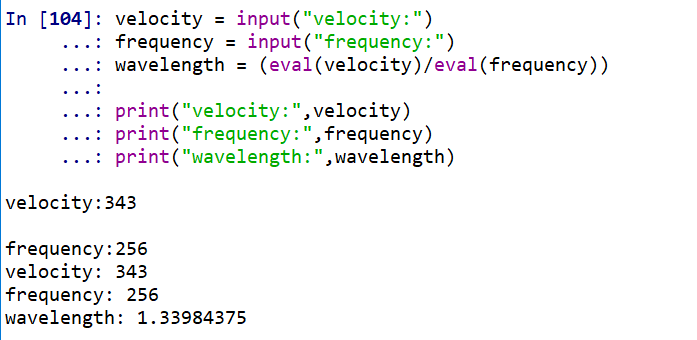 In [104]: velocity = input("velocity:")
...: frequency = input("frequency:")
...: wavelength = (eval(velocity)/eval(frequency))
...:
...: print("velocity:",velocity)
...: print("frequency:",frequency)
...: print("wavelength:",wavelength)
velocity:343
frequency:256
velocity: 343
frequency: 256
wavelength: 1.33984375